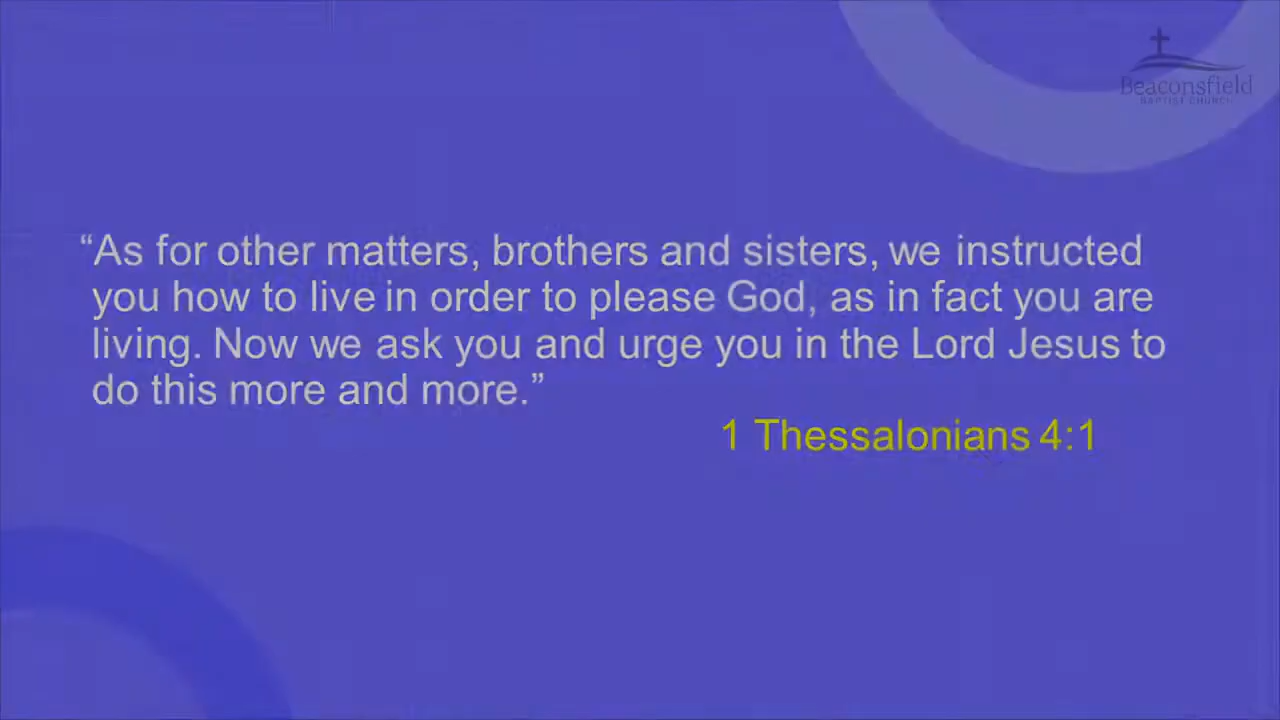 Beaconsfield
BAPTIST CHURCH
“As for other matters, brothers and sisters, we instructed
you how to live in order to please God, as in fact you are
living. Now we ask you and urge you in the Lord Jesus to
do this more and more.”
1 Thessalonians 4:1